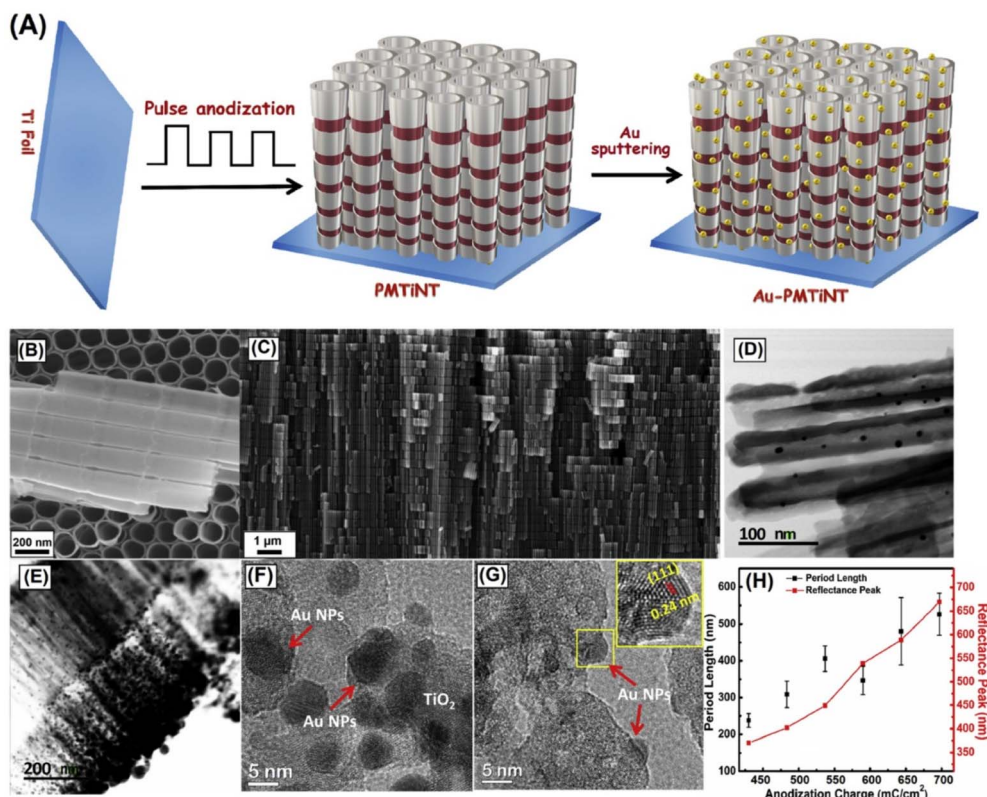 (A)
Ti Foil
Pulse anodization
PMTiNT
Au
sputtering
Au-PMTiNT
(B)
200 nm
(C)
1 μm
(D)
100 nm
(E)
200 nm
(F)
Au NPs
Au NPs
TiO2
5 nm
(G)
(111)
0.24 nm
Au NPs
5 nm
(H)
Period Length
Reflectance Peak
Period Length (nm)
600
500
400
300
200
700
650
600
550
500
450
400
350
Reflectance Peak
(nm)
450 500 550 600 650 700
Anodization Charge (mC/cm²)